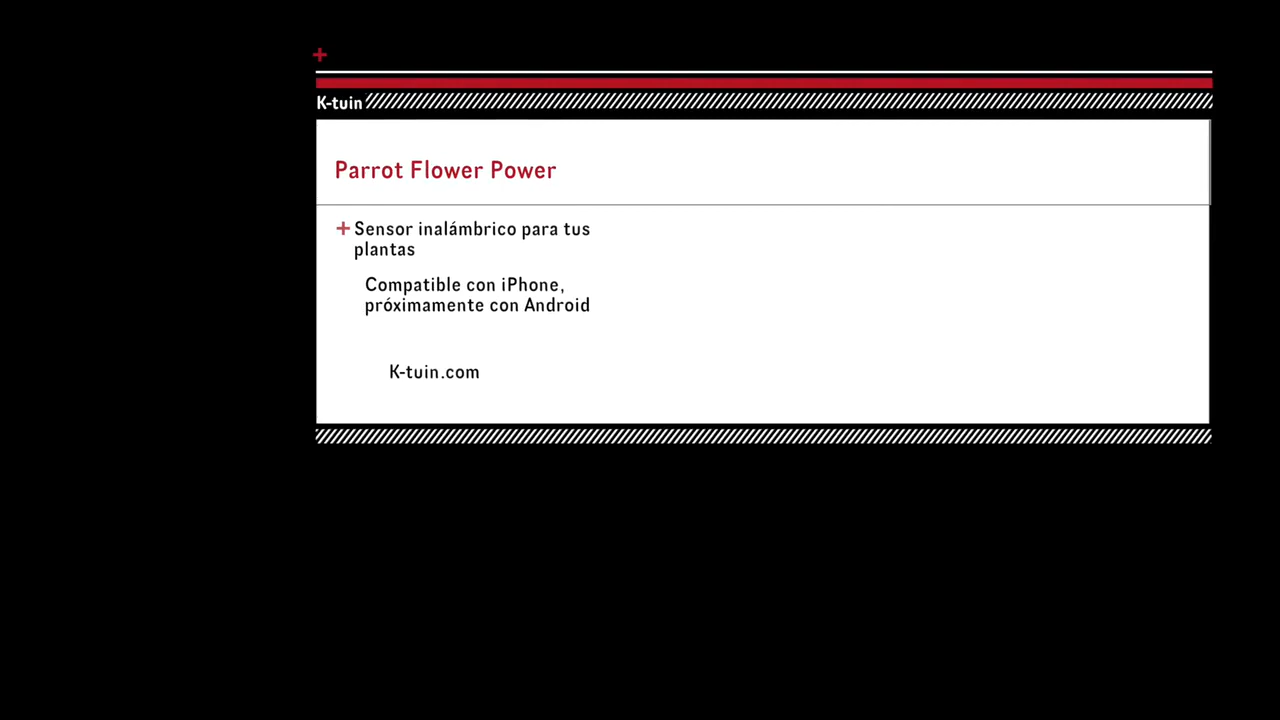 K-tuin
Parrot Flower Power
Sensor inalámbrico para tus
plantas
Compatible con iPhone,
próximamente con Android
K-tuin.com